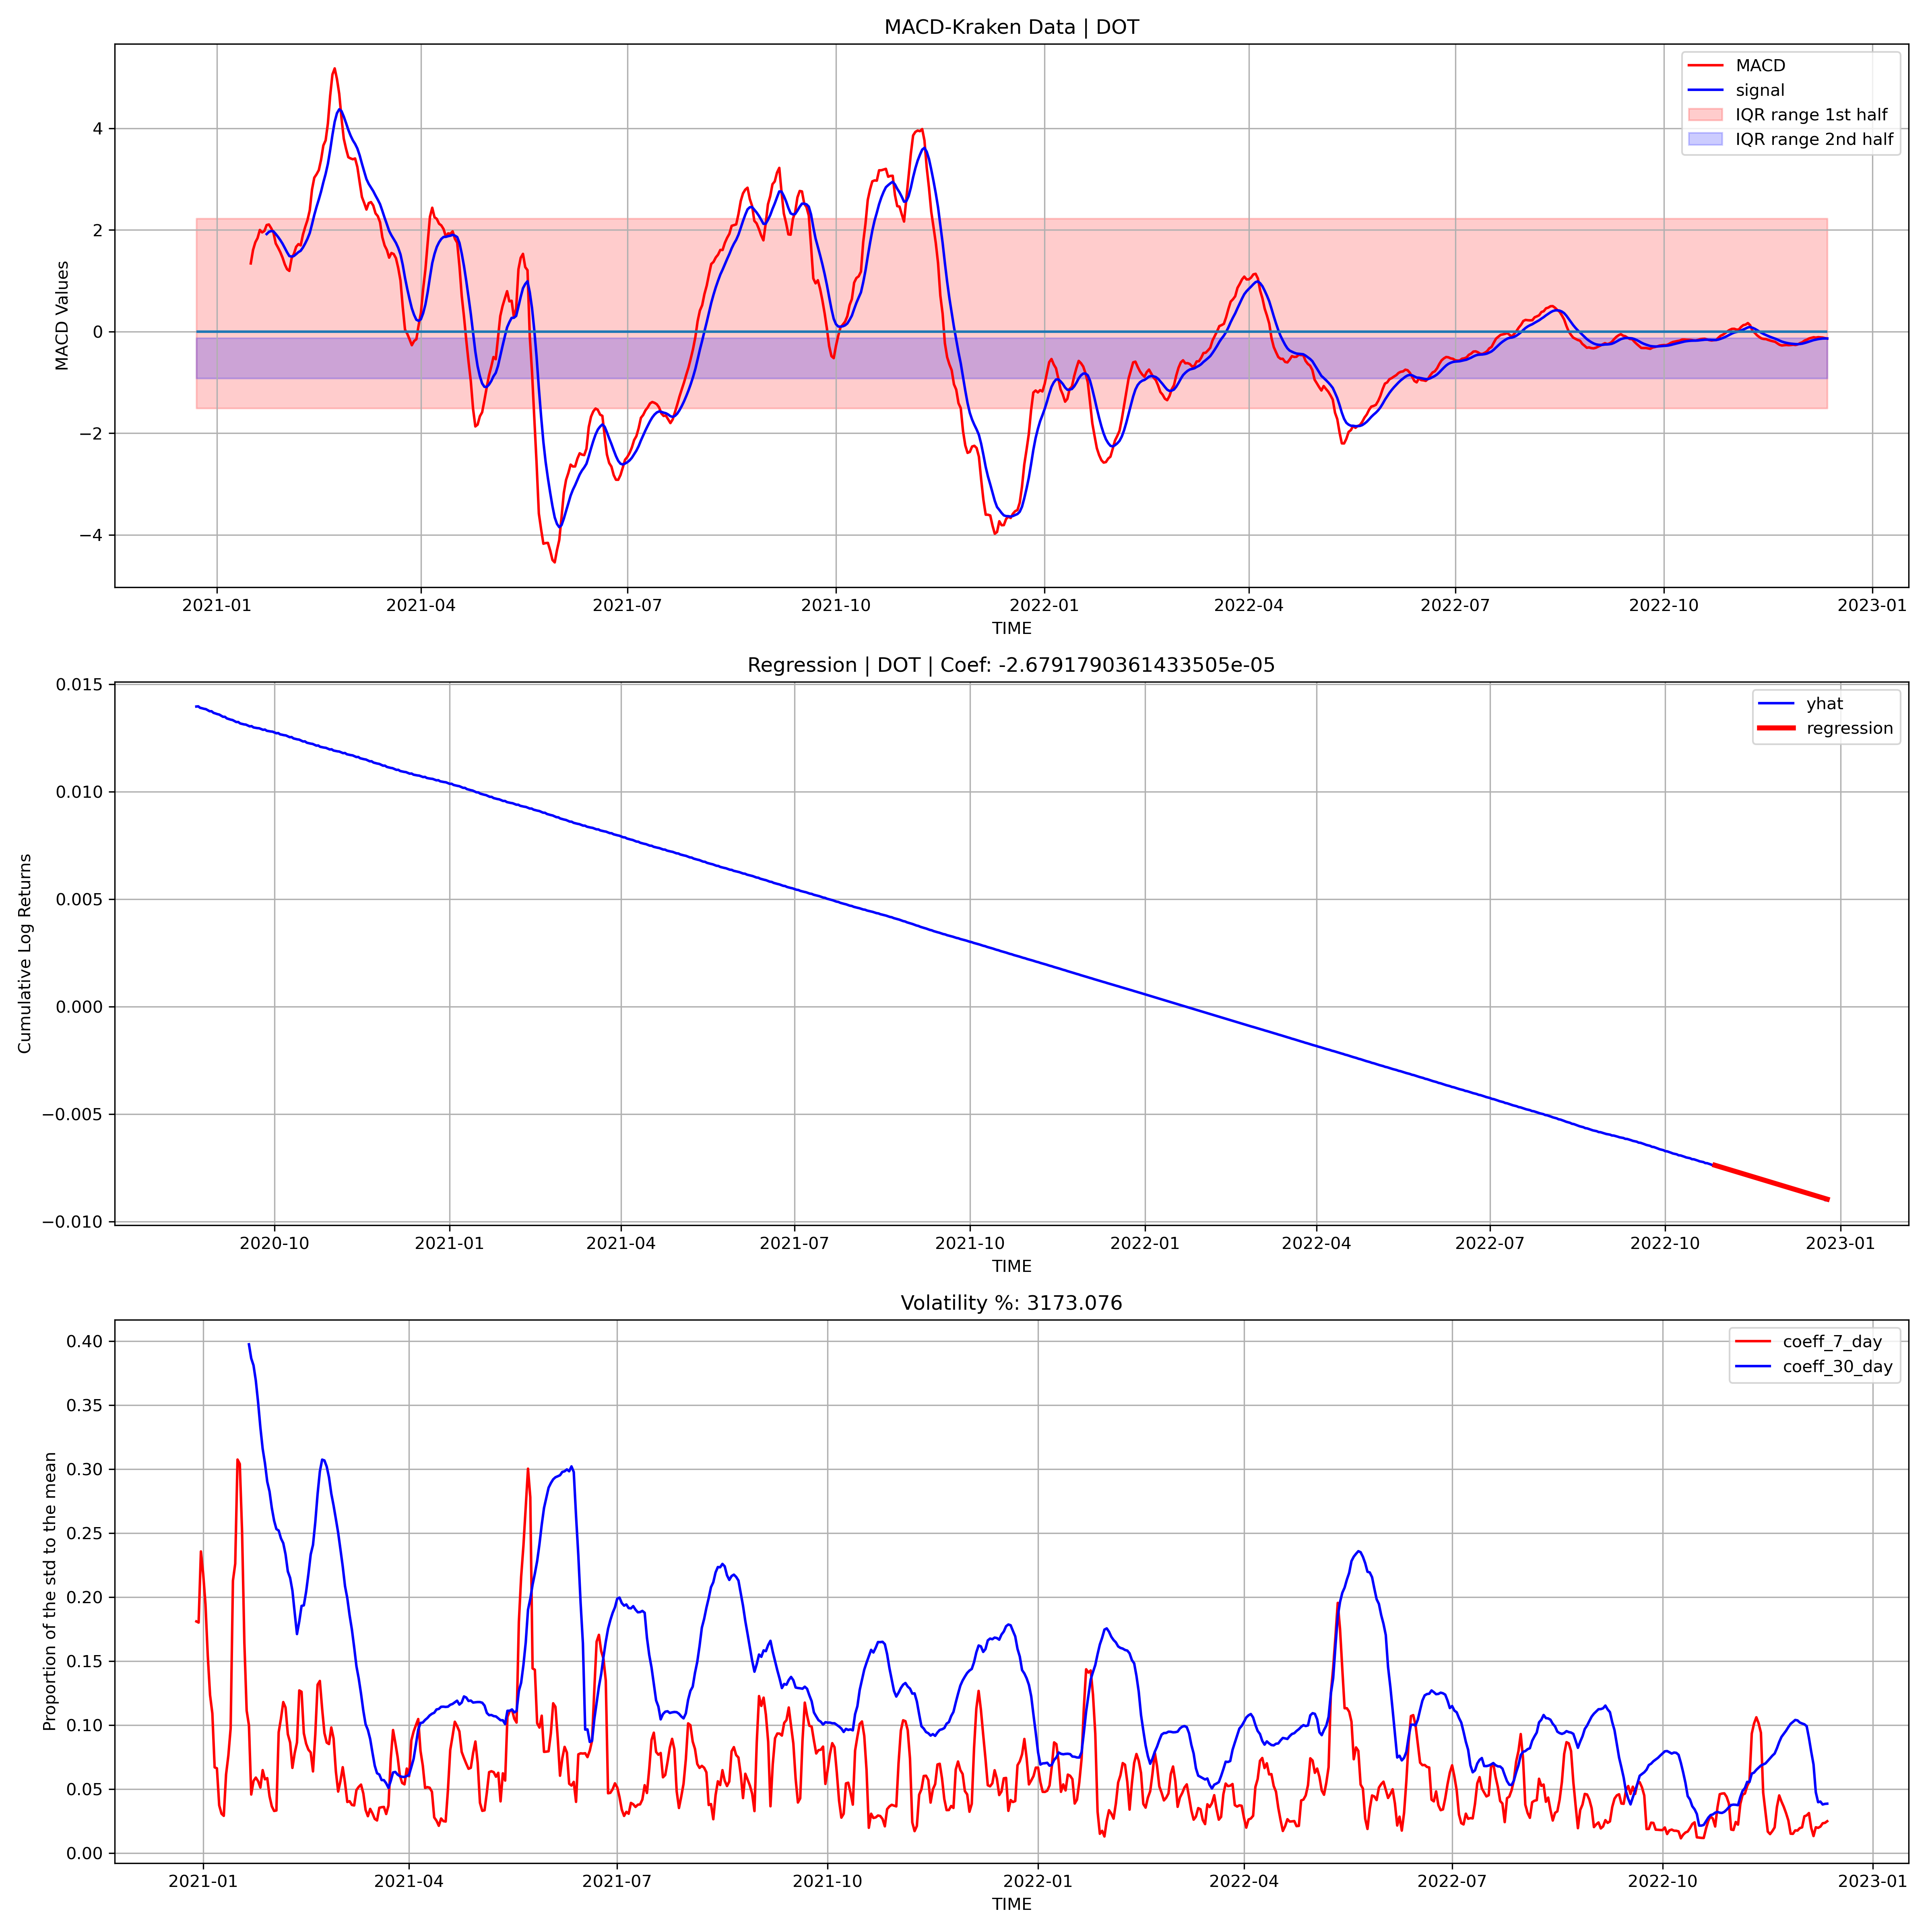 MACD-Kraken Data | DOT
MACD
signal
IQR range 1st half
IQR range 2nd half
MACD Values
4
2
0
−2
−4
2021-01 2021-04 2021-07 2021-10 2022-01 2022-04 2022-07 2022-10 2023-01
TIME
Regression | DOT | Coef: -2.6791790361433505e-05
yhat
regression
Cumulative Log Returns
0.015
0.010
0.005
0.000
−0.005
−0.010
2020-10 2021-01 2021-04 2021-07 2021-10 2022-01 2022-04 2022-07 2022-10 2023-01
TIME
Volatility %: 3173.076
coeff_7_day
coeff_30_day
Proportion of the std to the mean
0.40
0.35
0.30
0.25
0.20
0.15
0.10
0.05
0.00
2021-01 2021-04 2021-07 2021-10 2022-01 2022-04 2022-07 2022-10 2023-01
TIME